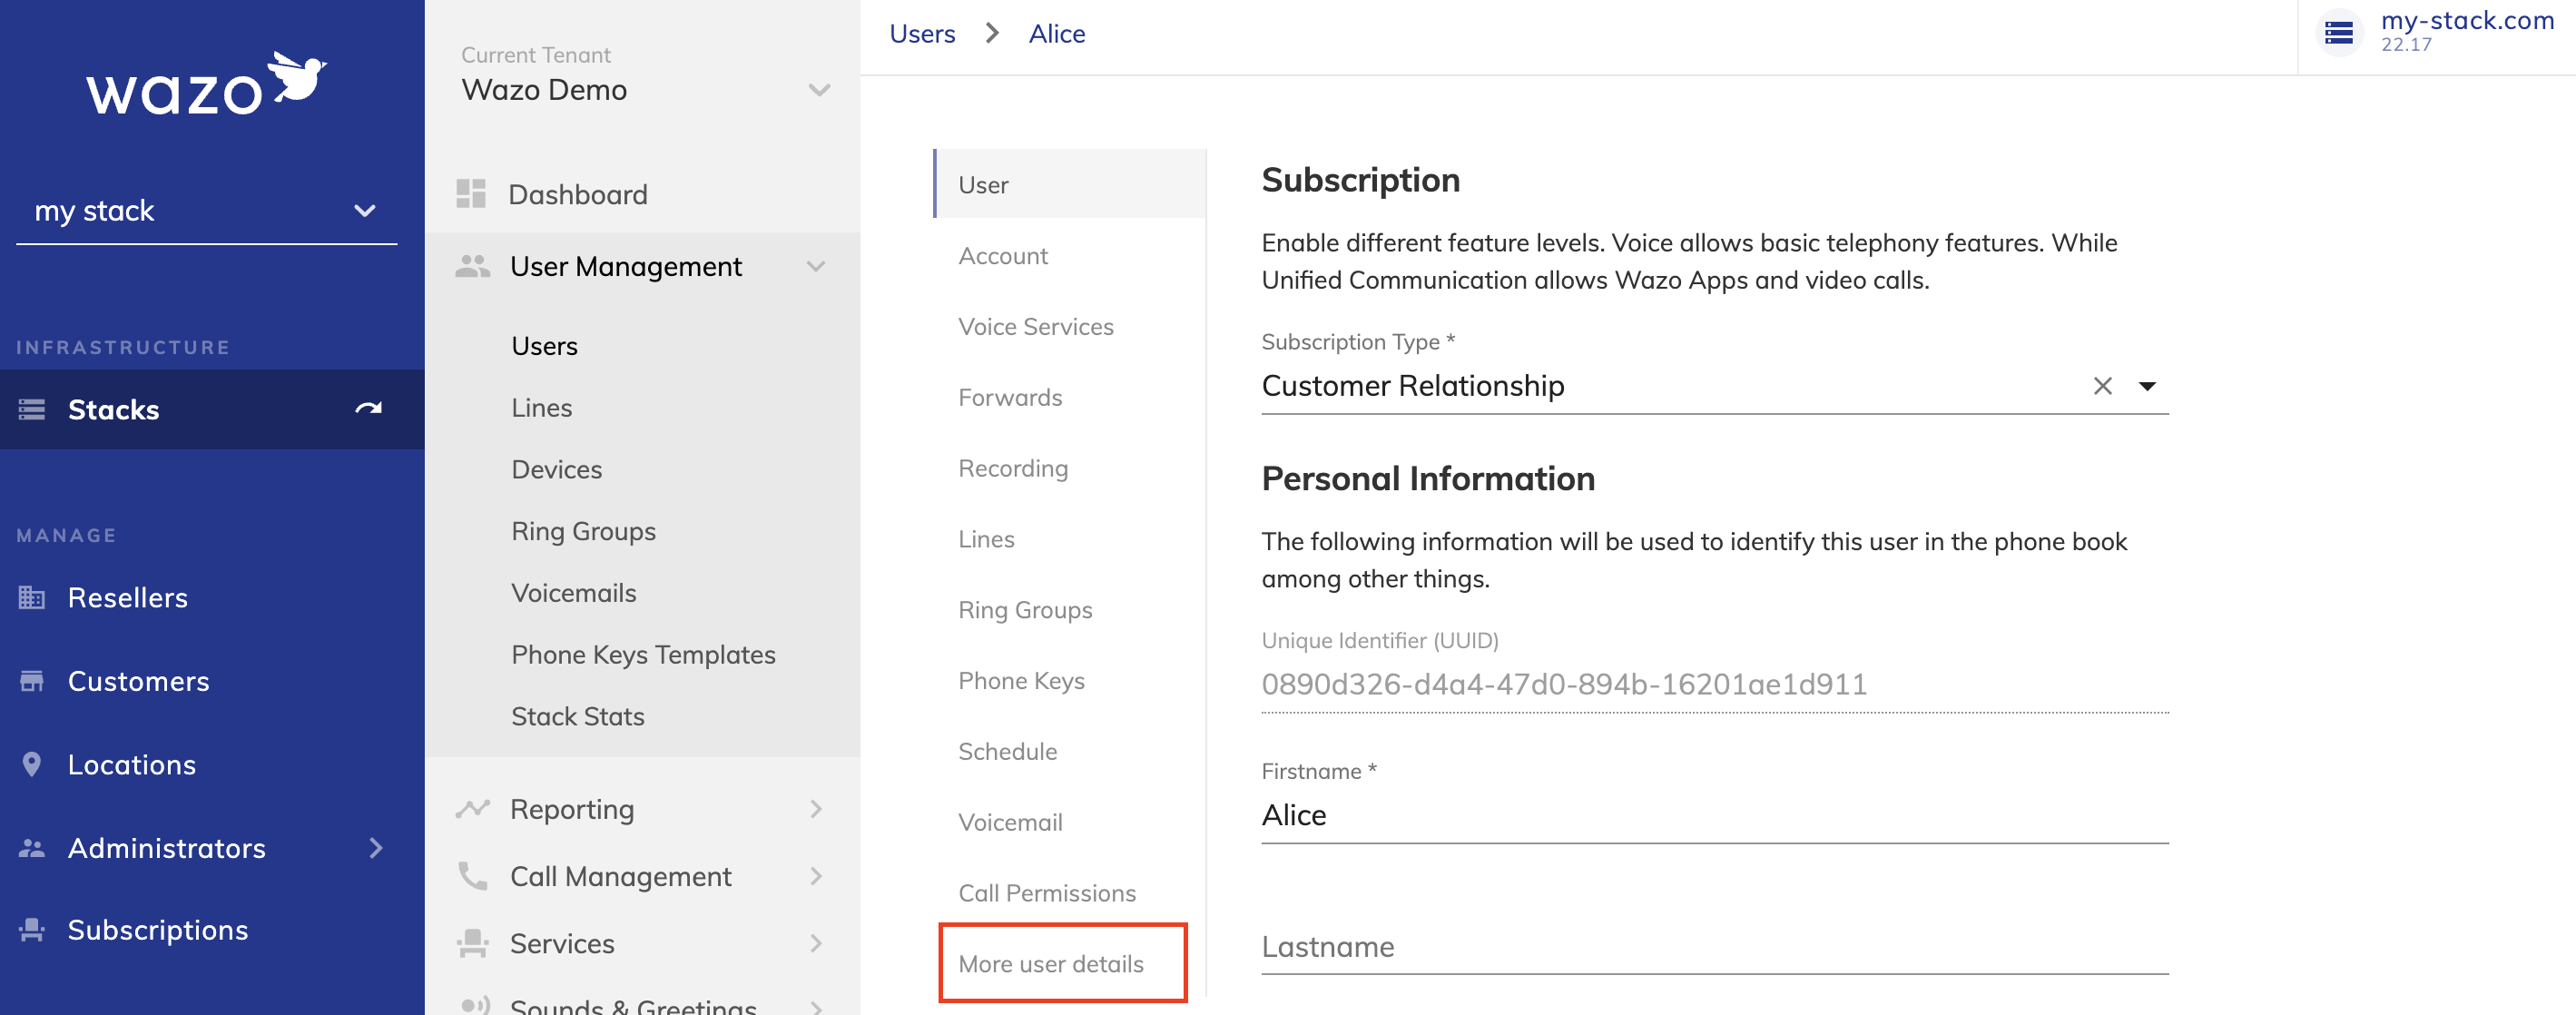 wazo
my stack
INFRASTRUCTURE
Stacks
MANAGE
Resellers
Customers
Locations
Administrators
Subscriptions
Current Tenant
Wazo Demo
Dashboard
User Management
Users
Lines
Devices
Ring Groups
Voicemails
Phone Keys Templates
Stack Stats
Reporting
Call Management
Services
Sounds & Greetings
Users > Alice
my-stack.com
22.17
User
Account
Voice Services
Forwards
Recording
Lines
Ring Groups
Phone Keys
Schedule
Voicemail
Call Permissions
More user details
Subscription
Enable different feature levels. Voice allows basic telephony features. While
Unified Communication allows Wazo Apps and video calls.
Subscription Type *
Customer Relationship
Personal Information
The following information will be used to identify this user in the phone book
among other things.
Unique Identifier (UUID)
0890d326-d4a4-47d0-894b-16201ae1d911
Firstname *
Alice
Lastname